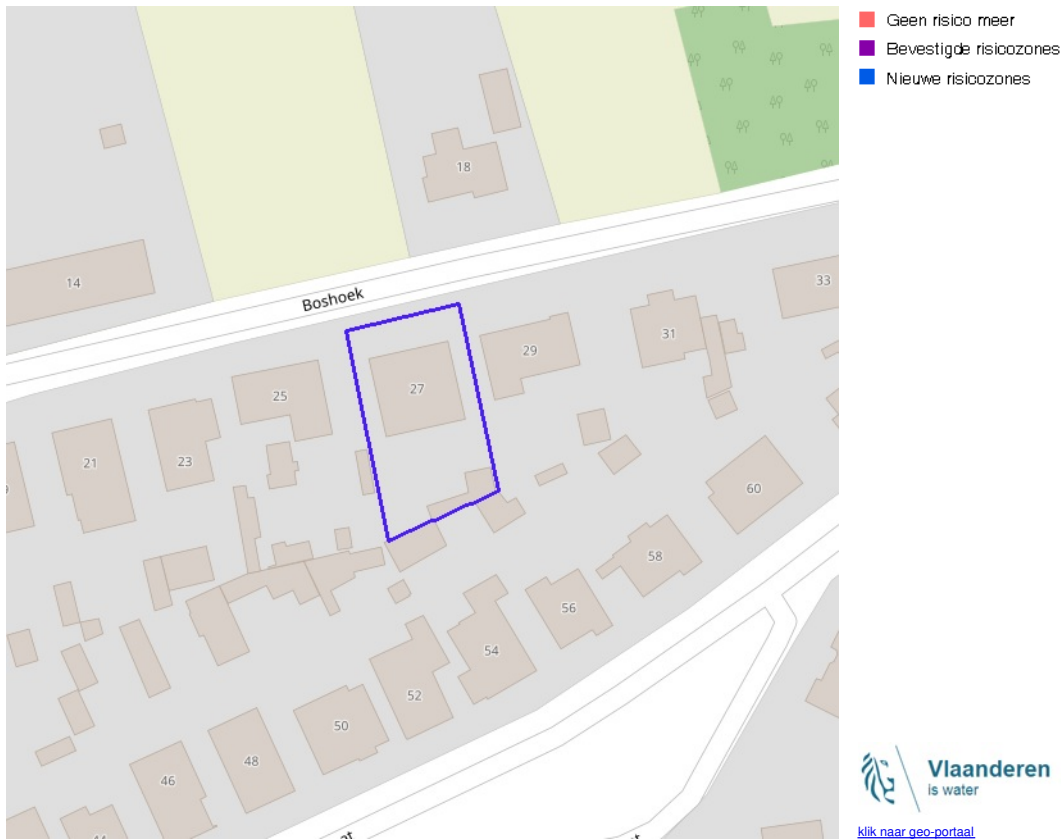 Geen risico meer
Bevestigde risicozones
Nieuwe risicozones
18
14
Boshoek
33
31
29
27
25
23
21
60
58
56
54
52
50
48
46
Vlaanderen
is water
klik naar geo-portaal